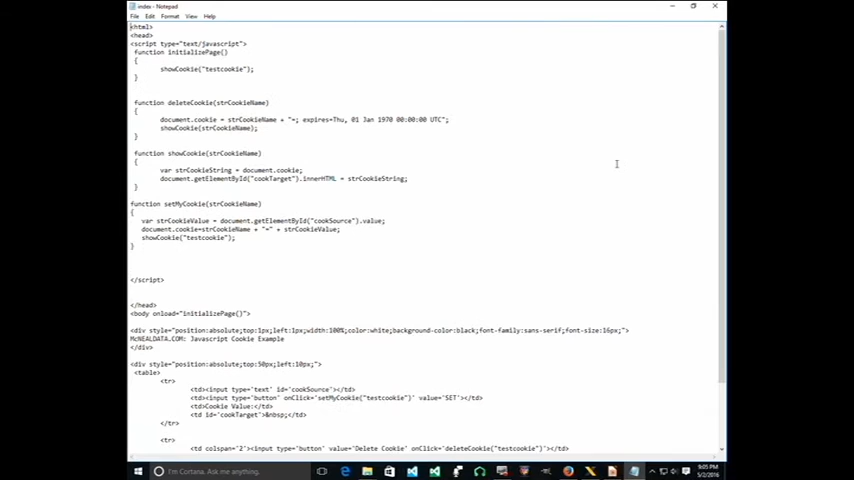 index - Notepad
File Edit Format View Help
<html>
<head>
<script type="text/javascript">
function initializePage()
{
showCookie("testcookie");
}
function deleteCookie(strCookieName)
{
document.cookie = strCookieName + "=; expires=Thu, 01 Jan 1970 00:00:00 UTC";
showCookie(strCookieName);
}
function showCookie(strCookieName)
{
var strCookieString = document.cookie;
document.getElementById("cookTarget").innerHTML = strCookieString;
}
function setMyCookie(strCookieName)
{
var strCookieValue = document.getElementById("cookSource").value;
document.cookie=strCookieName + "=" + strCookieValue;
showCookie("testcookie");
}
</script>
</head>
<body onload="initializePage()">
<div style="position:absolute;top:1px;left:1px;width:100%;color:white;background-color:black;font-family:sans-serif;font-size:16px;">
McNEALDATA.COM: Javascript Cookie Example
</div>
<div style="position:absolute;top:50px;left:10px;">
<table>
<tr>
<td><input type='text' id='cookSource'></td>
<td><input type='button' onClick='setMyCookie("testcookie")' value='SET'></td>
<td>Cookie Value:</td>
<td id='cookTarget'>&nbsp;</td>
</tr>
<tr>
<td colspan='2'><input type='button' value='Delete Cookie' onClick='deleteCookie("testcookie")'></td>
I'm Cortana. Ask me anything.
9:05 PM
5/2/2016